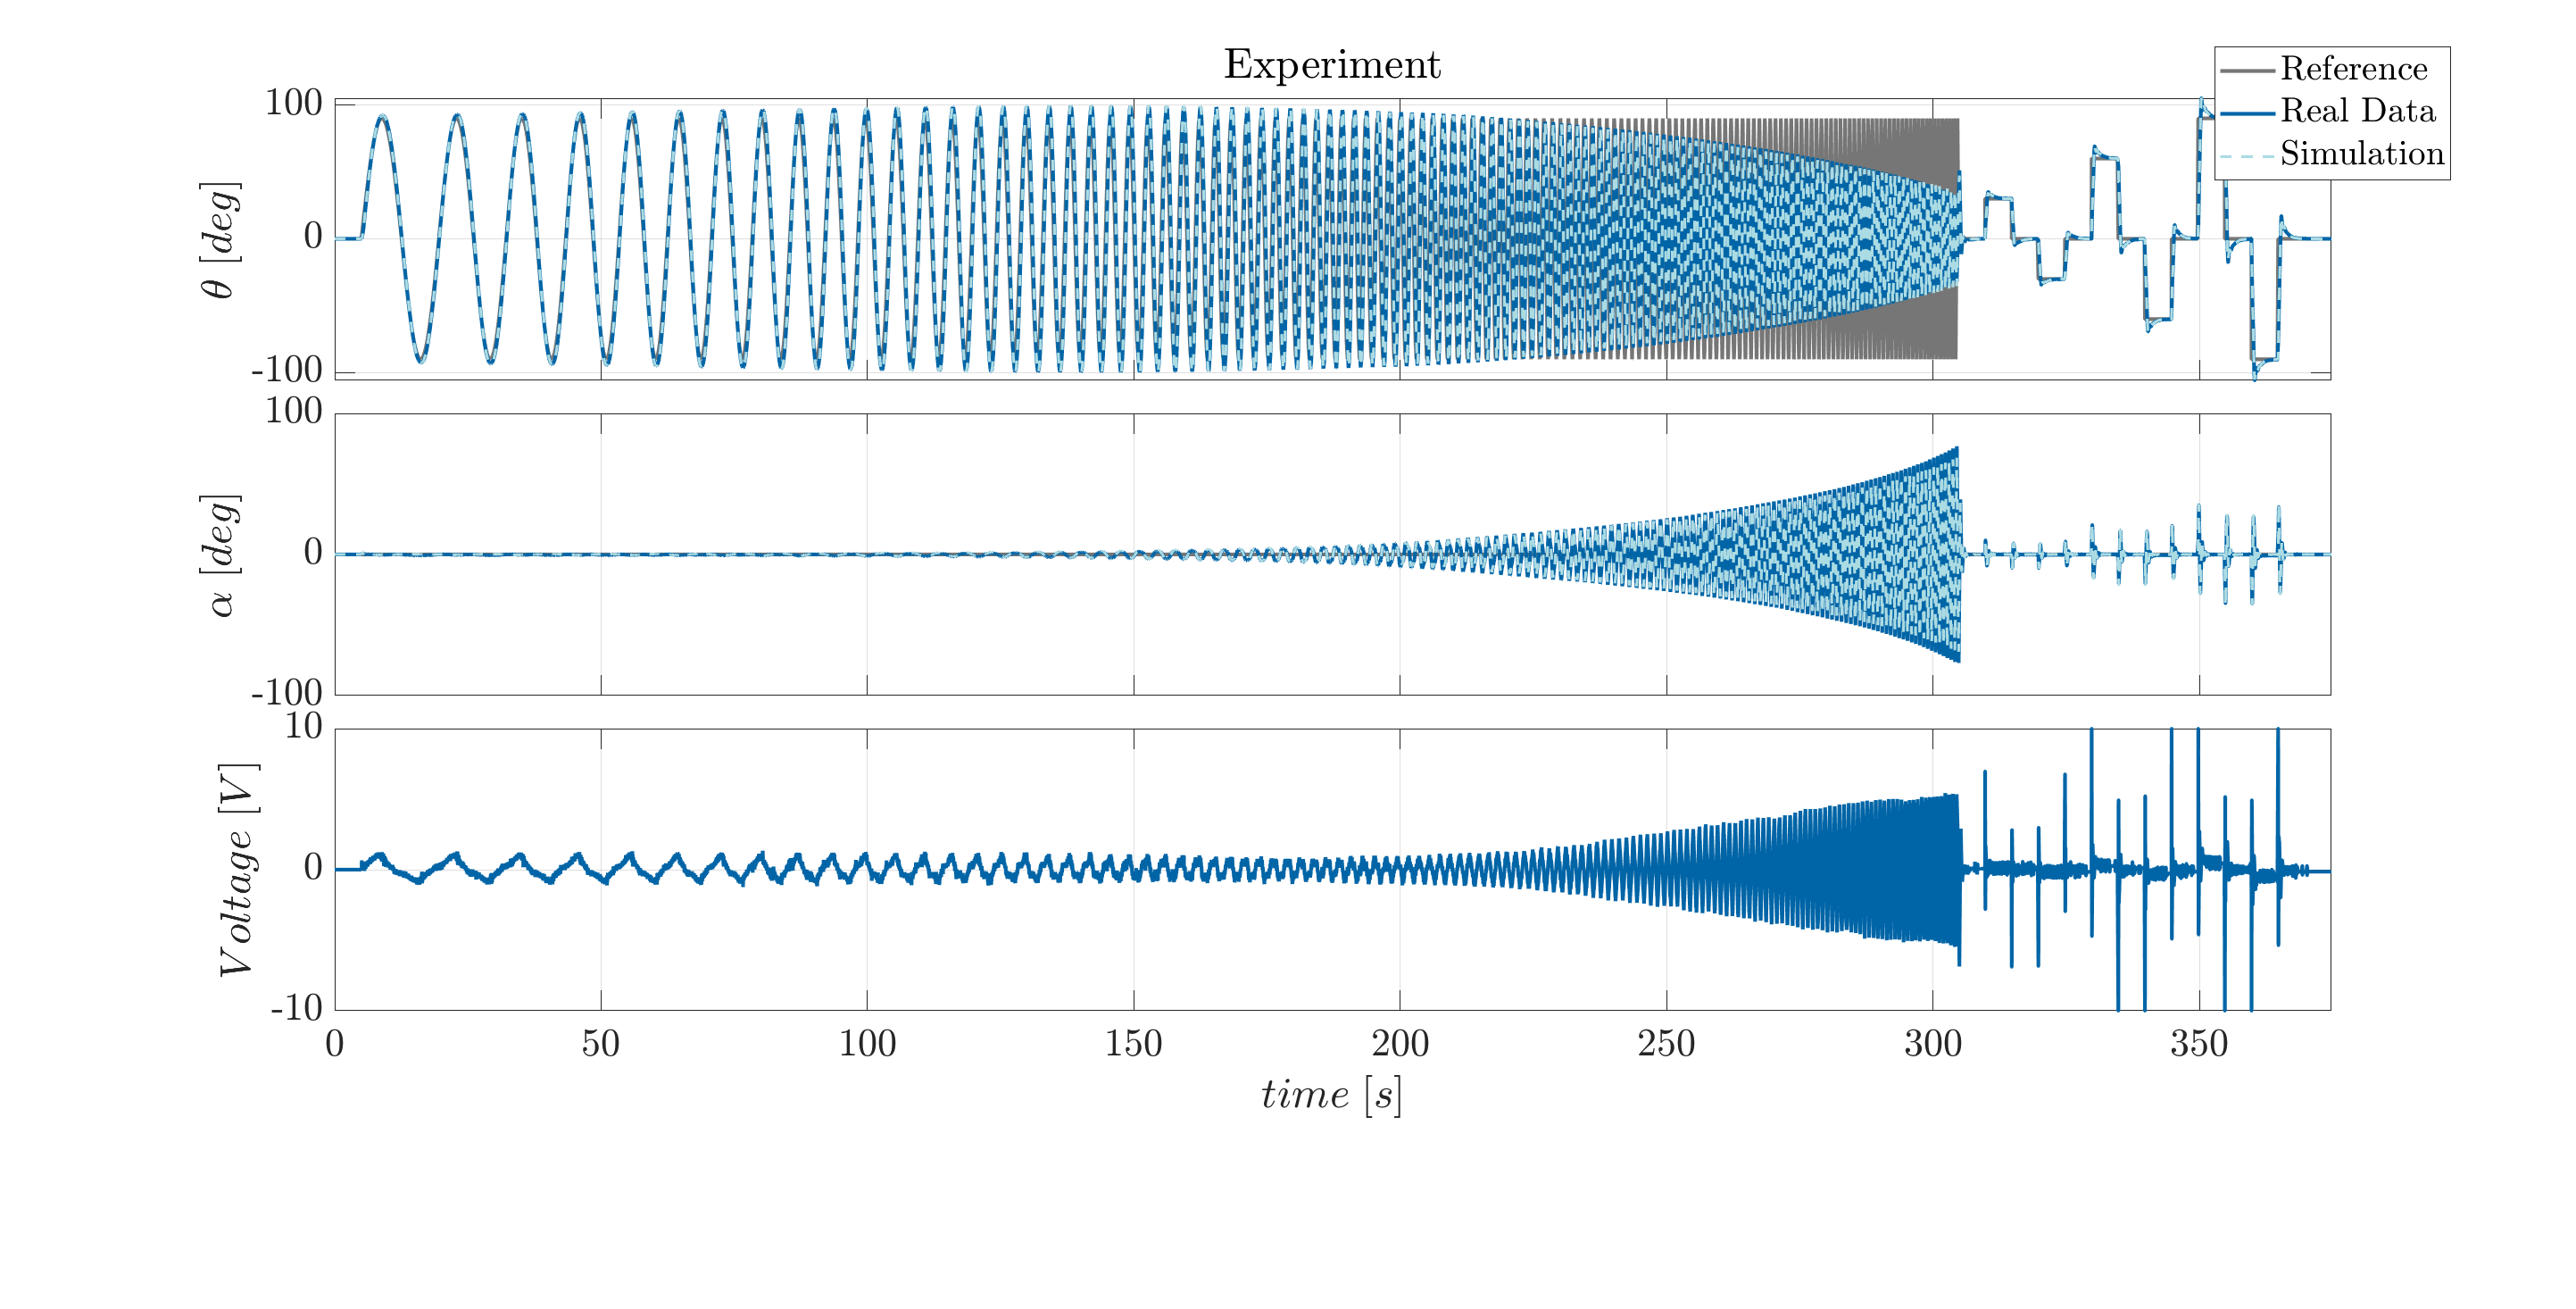 Experiment
Reference
Real Data
Simulation
100
0
-100
θ [deg]
100
0
-100
α [deg]
10
0
-10
Voltage [V]
0 50 100 150 200 250 300 350
time [s]